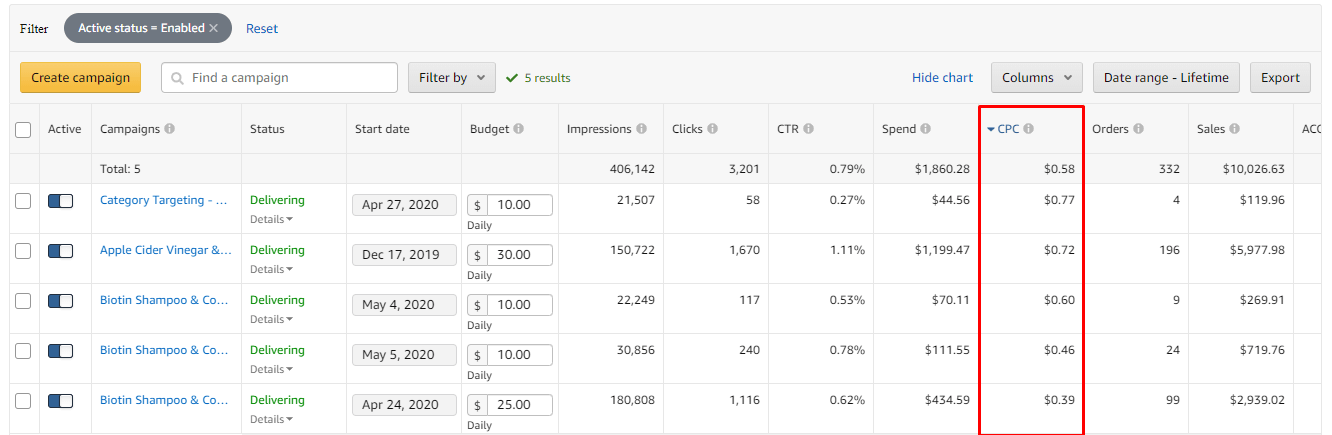 Filter Active status = Enabled × Reset
Create campaign Find a campaign Filter by 5 results Hide chart Columns Date range - Lifetime Export
Active Campaigns Status Start date Budget Impressions Clicks CTR Spend CPC Orders Sales ACC
Total: 5 406,142 3,201 0.79% $1,860.28 $0.58 332 $10,026.63
Category Targeting - ... Delivering Apr 27, 2020 $ 10.00 21,507 58 0.27% $44.56 $0.77 4 $119.96
Details Daily
Apple Cider Vinegar &... Delivering Dec 17, 2019 $ 30.00 150,722 1,670 1.11% $1,199.47 $0.72 196 $5,977.98
Details Daily
Biotin Shampoo & Co... Delivering May 4, 2020 $ 10.00 22,249 117 0.53% $70.11 $0.60 9 $269.91
Details Daily
Biotin Shampoo & Co... Delivering May 5, 2020 $ 10.00 30,856 240 0.78% $111.55 $0.46 24 $719.76
Details Daily
Biotin Shampoo & Co... Delivering Apr 24, 2020 $ 25.00 180,808 1,116 0.62% $434.59 $0.39 99 $2,939.02
Details Daily